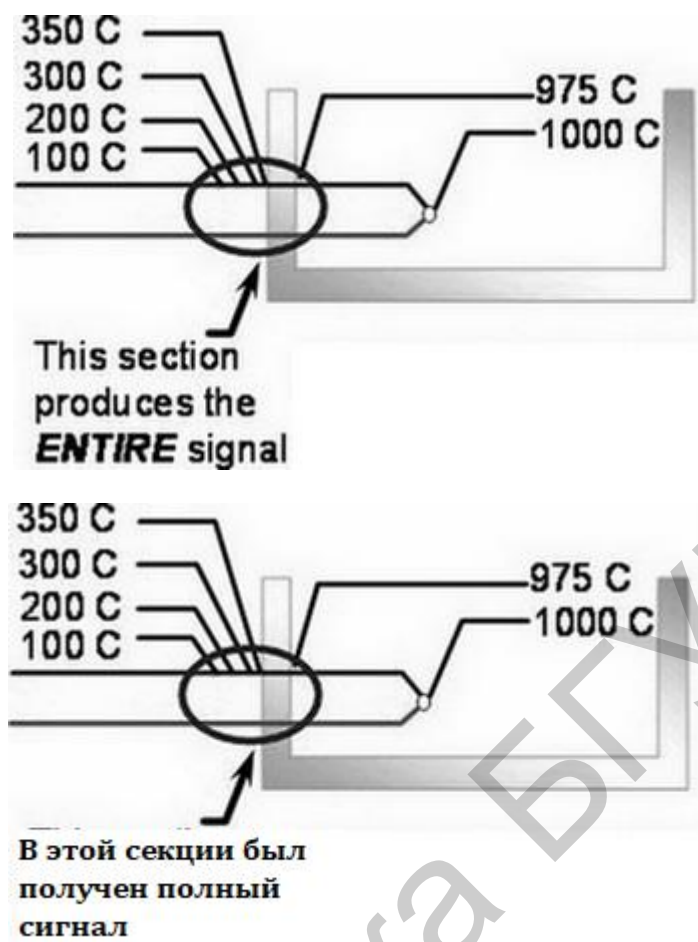 350 C
300 C
200 C
100 C
975 C
1000 C
This section
produces the
ENTIRE signal
350 C
300 C
200 C
100 C
975 C
1000 C
В этой секции был
получен полный
сигнал